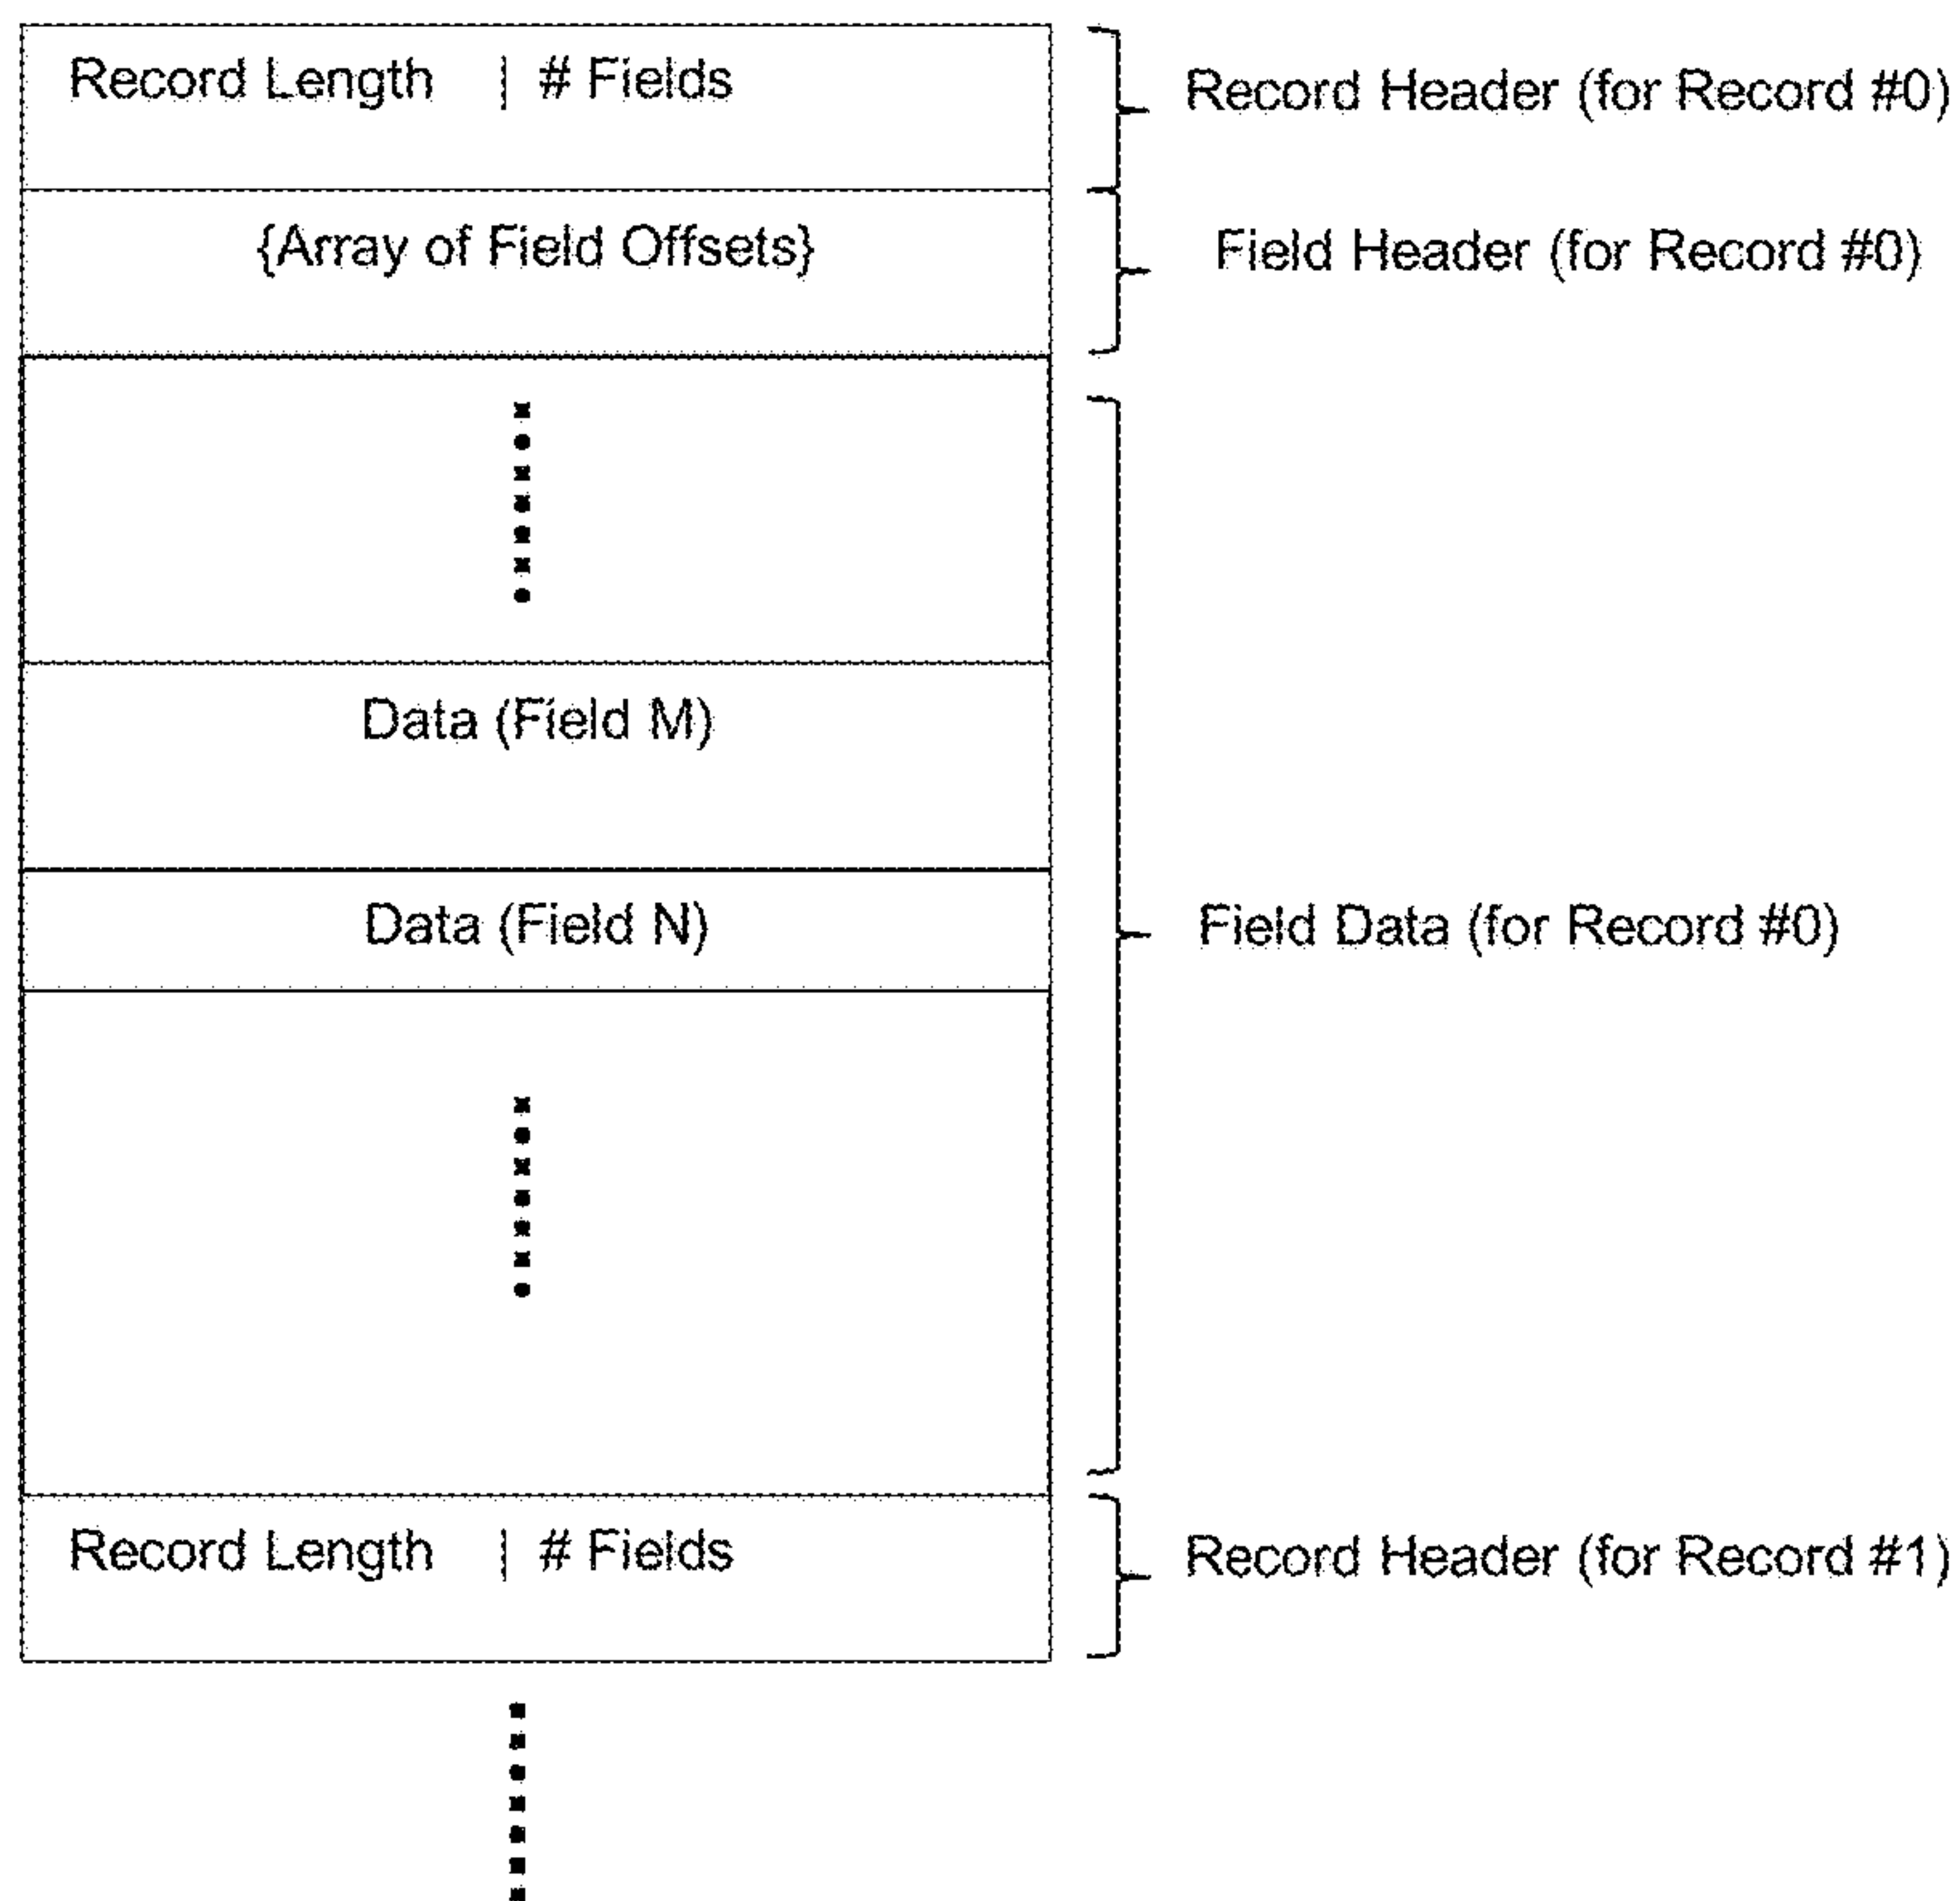 Record Length | # Fields
Record Header (for Record #0)
{Array of Field Offsets}
Field Header (for Record #0)
Data (Field M)
Data (Field N)
Field Data (for Record #0)
Record Length | # Fields
Record Header (for Record #1)